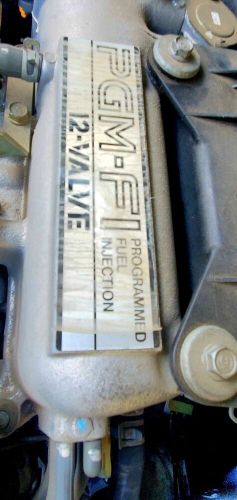 PGM-FI
PROGRAMMED
FUEL
INJECTION
12-VALVE